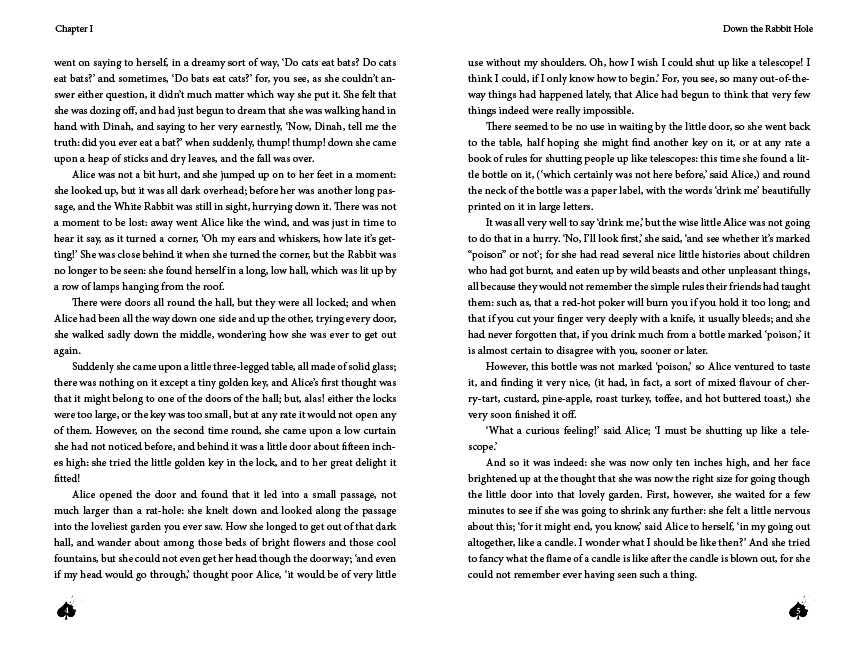 Chapter I
went on saying to herself, in a dreamy sort of way, ‘Do cats eat bats? Do cats
eat bats?’ and sometimes, ‘Do bats eat cats?’ for, you see, as she couldn’t an-
swer either question, it didn’t much matter which way she put it. She felt that
she was dozing off, and had just begun to dream that she was walking hand in
hand with Dinah, and saying to her very earnestly, ‘Now, Dinah, tell me the
truth: did you ever eat a bat?’ when suddenly, thump! thump! down she came
upon a heap of sticks and dry leaves, and the fall was over.
Alice was not a bit hurt, and she jumped up on to her feet in a moment:
she looked up, but it was all dark overhead; before her was another long pas-
sage, and the White Rabbit was still in sight, hurrying down it. There was not
a moment to be lost: away went Alice like the wind, and was just in time to
hear it say, as it turned a corner, ‘Oh my ears and whiskers, how late it’s get-
ting!’ She was close behind it when she turned the corner, but the Rabbit was
no longer to be seen: she found herself in a long, low hall, which was lit up by
a row of lamps hanging from the roof.
There were doors all round the hall, but they were all locked; and when
Alice had been all the way down one side and up the other, trying every door,
she walked sadly down the middle, wondering how she was ever to get out
again.
Suddenly she came upon a little three-legged table, all made of solid glass;
there was nothing on it except a tiny golden key, and Alice’s first thought was
that it might belong to one of the doors of the hall; but, alas! either the locks
were too large, or the key was too small, but at any rate it would not open any
of them. However, on the second time round, she came upon a low curtain
she had not noticed before, and behind it was a little door about fifteen inch-
es high: she tried the little golden key in the lock, and to her great delight it
fitted!
Alice opened the door and found that it led into a small passage, not
much larger than a rat-hole: she knelt down and looked along the passage
into the loveliest garden you ever saw. How she longed to get out of that dark
hall, and wander about among those beds of bright flowers and those cool
fountains, but she could not even get her head though the doorway; ‘and even
if my head would go through,’ thought poor Alice, ‘it would be of very little
4
Down the Rabbit Hole
use without my shoulders. Oh, how I wish I could shut up like a telescope! I
think I could, if I only know how to begin.’ For, you see, so many out-of-the-
way things had happened lately, that Alice had begun to think that very few
things indeed were really impossible.
There seemed to be no use in waiting by the little door, so she went back
to the table, half hoping she might find another key on it, or at any rate a
book of rules for shutting people up like telescopes: this time she found a lit-
tle bottle on it, (‘which certainly was not here before,’ said Alice,) and round
the neck of the bottle was a paper label, with the words ‘drink me’ beautifully
printed on it in large letters.
It was all very well to say ‘drink me,’ but the wise little Alice was not going
to do that in a hurry. ‘No, I’ll look first,’ she said, ‘and see whether it’s marked
“poison” or not’; for she had read several nice little histories about children
who had got burnt, and eaten up by wild beasts and other unpleasant things,
all because they would not remember the simple rules their friends had taught
them: such as, that a red-hot poker will burn you if you hold it too long; and
that if you cut your finger very deeply with a knife, it usually bleeds; and she
had never forgotten that, if you drink much from a bottle marked ‘poison,’ it
is almost certain to disagree with you, sooner or later.
However, this bottle was not marked ‘poison,’ so Alice ventured to taste
it, and finding it very nice, (it had, in fact, a sort of mixed flavour of cher-
ry-tart, custard, pine-apple, roast turkey, toffee, and hot buttered toast,) she
very soon finished it off.
‘What a curious feeling!’ said Alice; ‘I must be shutting up like a tele-
scope.’
And so it was indeed: she was now only ten inches high, and her face
brightened up at the thought that she was now the right size for going though
the little door into that lovely garden. First, however, she waited for a few
minutes to see if she was going to shrink any further: she felt a little nervous
about this; ‘for it might end, you know,’ said Alice to herself, ‘in my going out
altogether, like a candle. I wonder what I should be like then?’ And she tried
to fancy what the flame of a candle is like after the candle is blown out, for she
could not remember ever having seen such a thing.
5